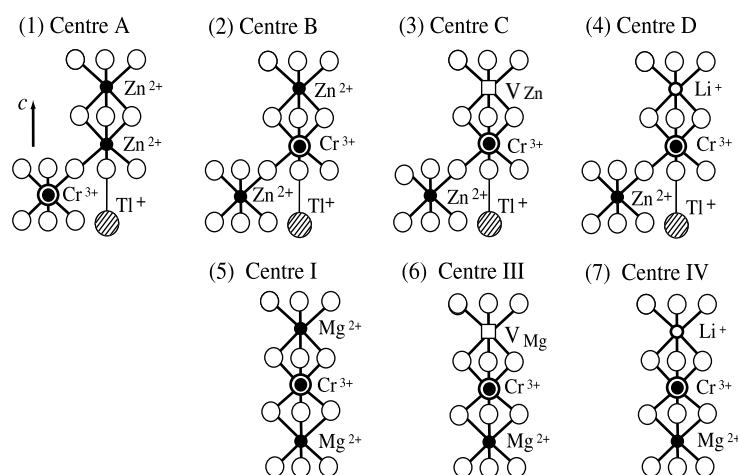 (1) Centre A
c
Zn 2+
Zn 2+
Cr 3+
Tl +
(2) Centre B
Zn 2+
Cr 3+
Zn 2+
Tl +
(3) Centre C
V Zn
Cr 3+
Zn 2+
Tl +
(4) Centre D
Li +
Cr 3+
Zn 2+
Tl +
(5) Centre I
Mg 2+
Cr 3+
Mg 2+
(6) Centre III
V Mg
Cr 3+
Mg 2+
(7) Centre IV
Li +
Cr 3+
Mg 2+